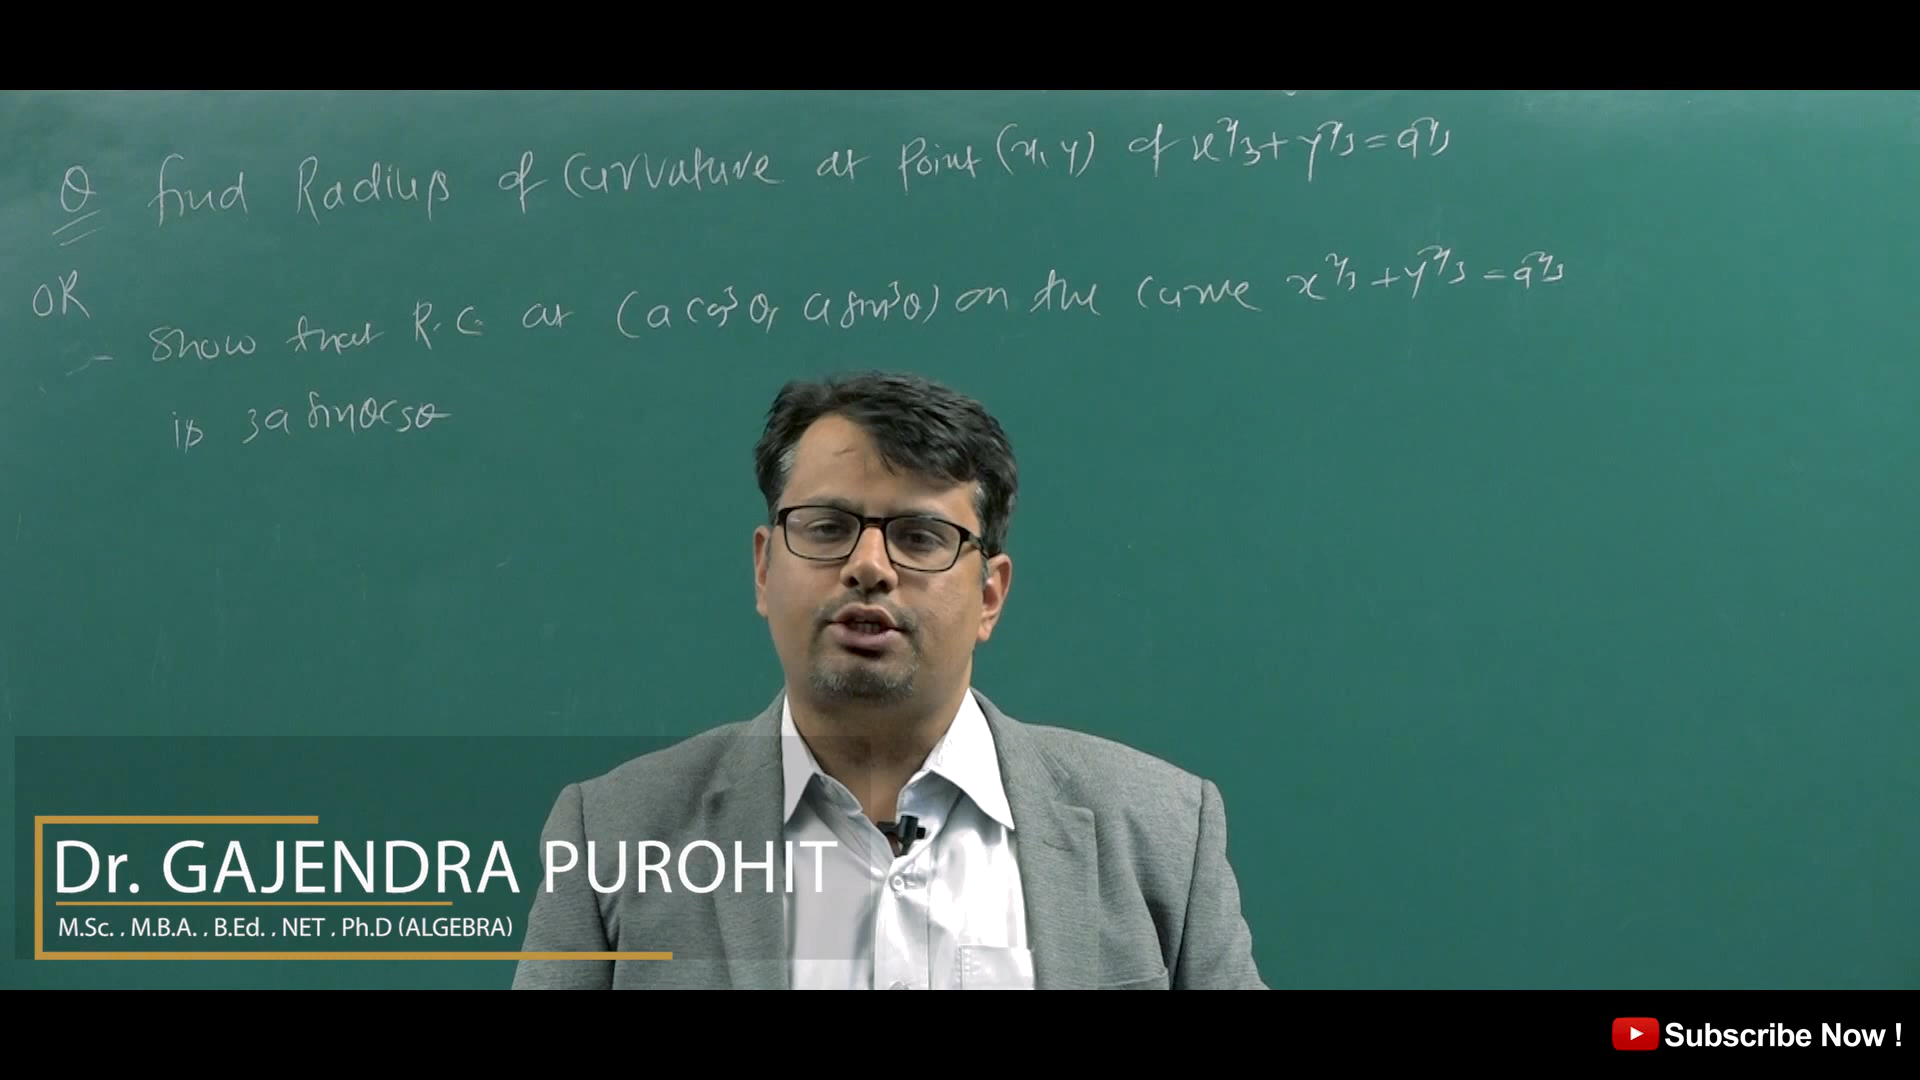 Q Find Radius of Curvature at Point (x, y) of x^2/3 + y^2/3 = a^2/3
OR
- Show that R.C. at (a cos^3 θ, a sin^3 θ) on the curve x^2/3 + y^2/3 = a^2/3
is 3a sinθ cosθ
Dr. GAJENDRA PUROHIT
M.Sc. , M.B.A. , B.Ed. , NET , Ph.D (ALGEBRA)
Subscribe Now !